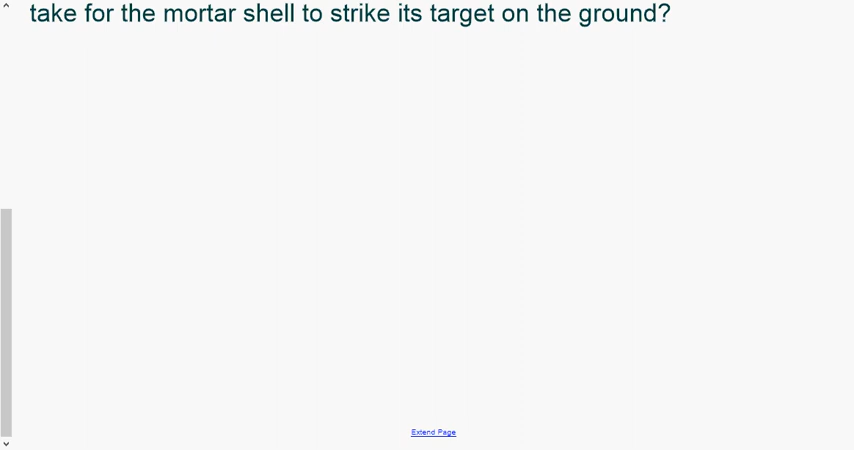 take for the mortar shell to strike its target on the ground?
Extend Page